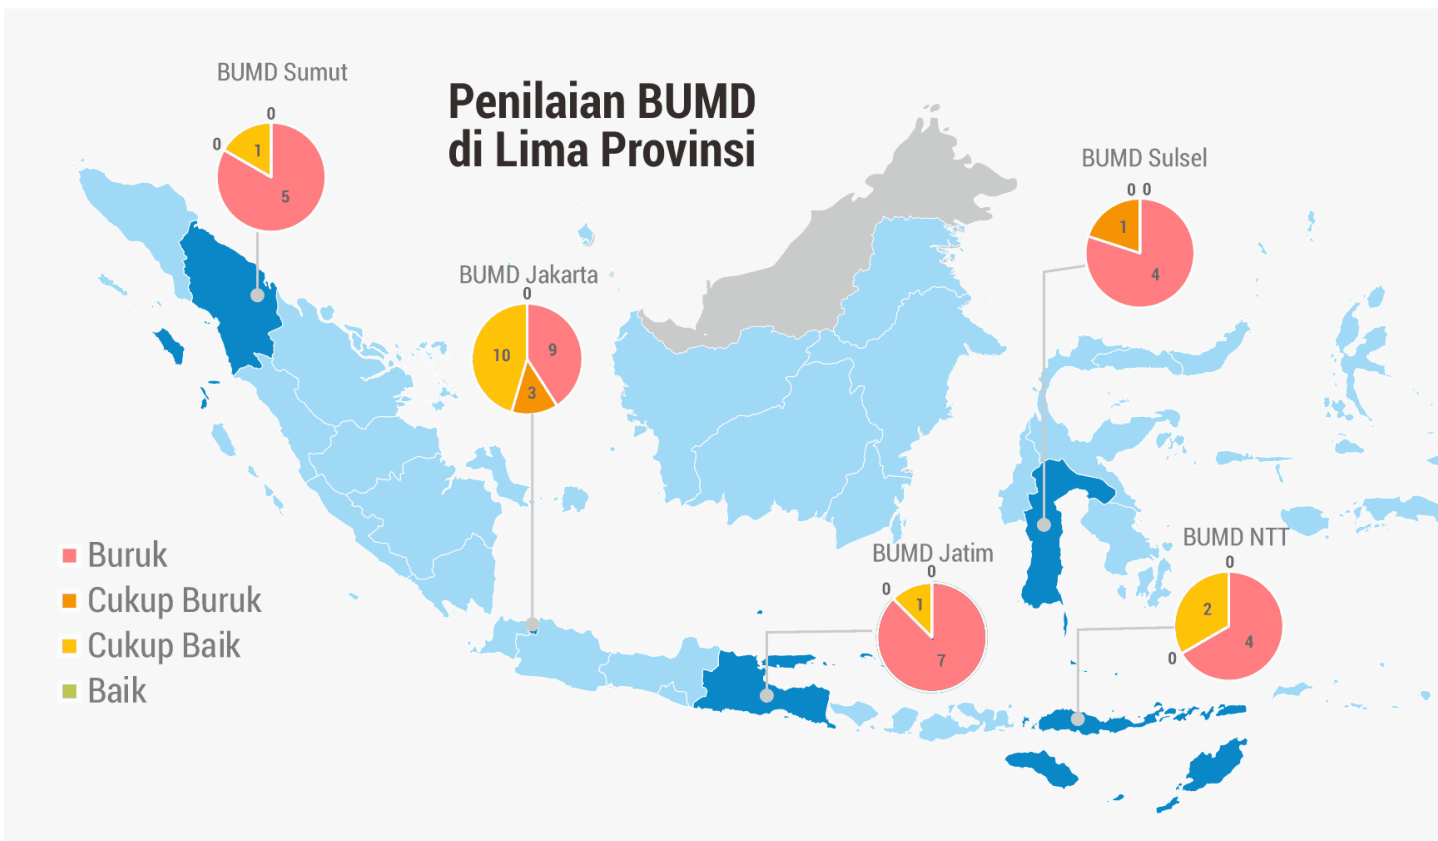 BUMD Sumut
0
0
1
5
Penilaian BUMD
di Lima Provinsi
BUMD Sulsel
0 0
1
4
BUMD Jakarta
0
10
9
3
Buruk
Cukup Buruk
Cukup Baik
Baik
BUMD Jatim
0
0
1
7
BUMD NTT
0
2
4
0